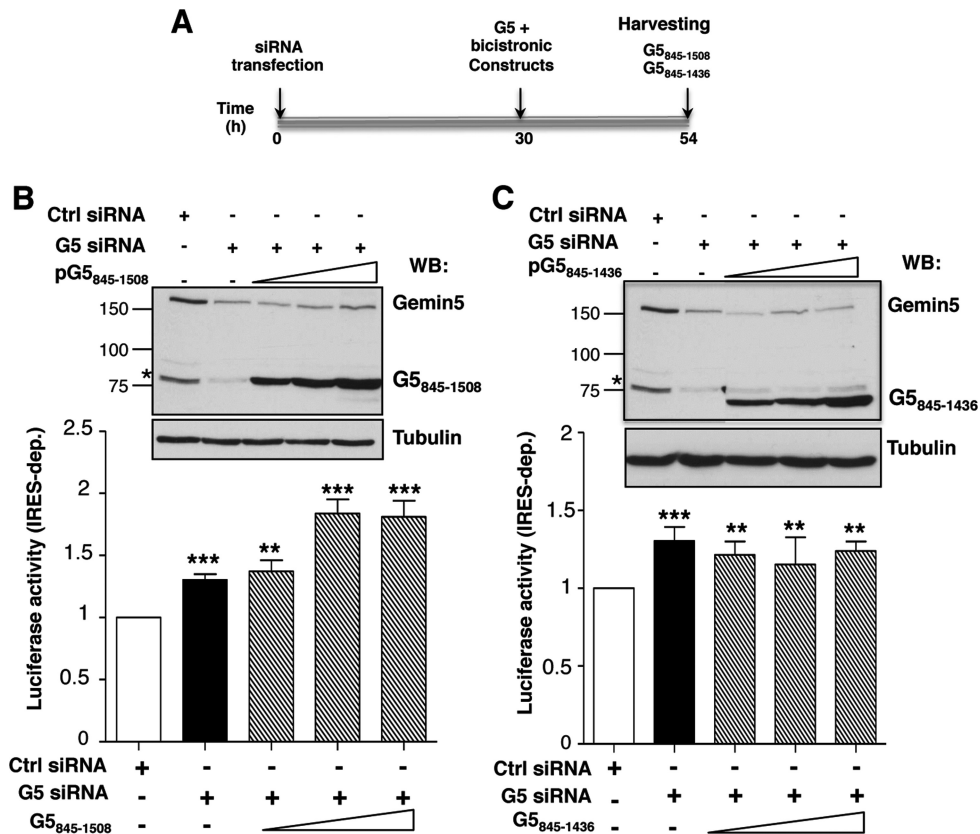 A
siRNA
transfection
G5 +
bicistronic
Constructs
Harvesting
G5845-1508
G5845-1436
Time
(h)
0
30
54
B
Ctrl siRNA + - - - -
G5 siRNA - + + + +
pG5845-1508 - -
WB:
150
100
* 75
Gemin5
G5845-1508
Tubulin
Luciferase activity (IRES-dep.)
2.5
2
1.5
1
0.5
0
*** ** *** ***
Ctrl siRNA + - - - -
G5 siRNA - + + + +
G5845-1508 - -
C
Ctrl siRNA + - - - -
G5 siRNA - + + + +
pG5845-1436 - -
WB:
150
100
* 75
Gemin5
G5845-1436
Tubulin
Luciferase activity (IRES-dep.)
2
1.5
1
0.5
0
*** ** ** **
Ctrl siRNA + - - - -
G5 siRNA - + + + +
G5845-1436 - -